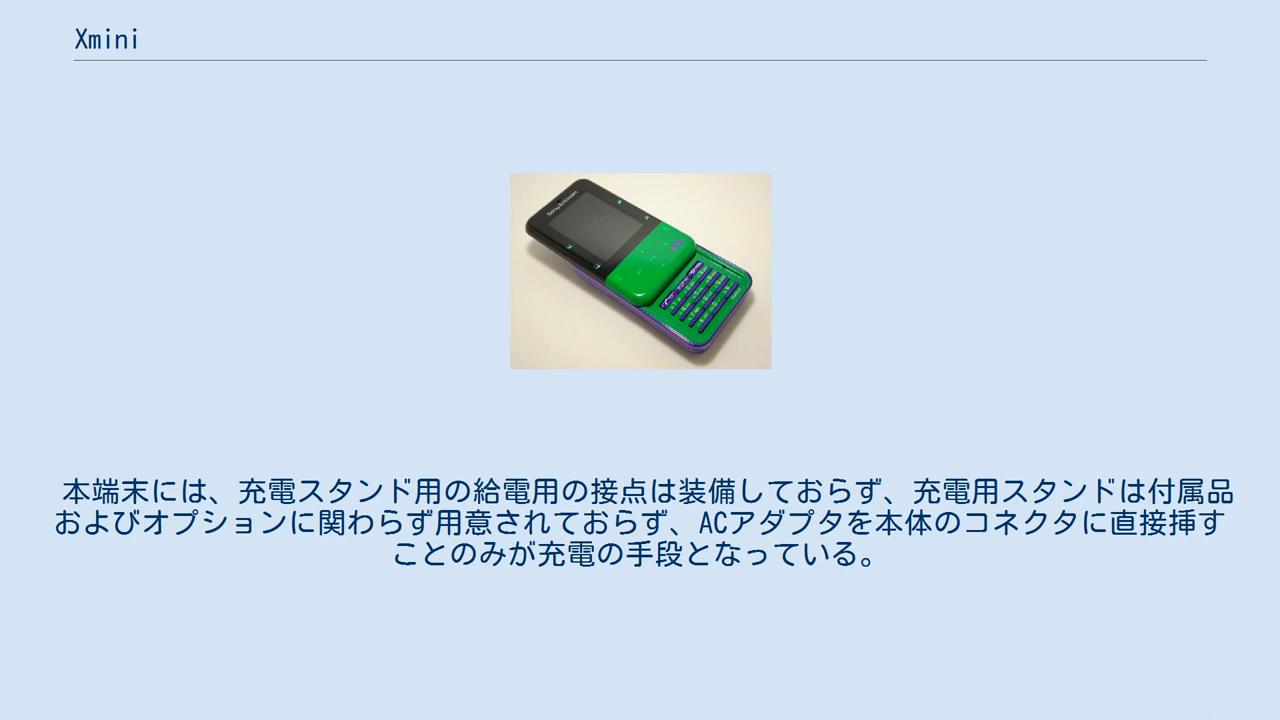 Xmini
Sony Ericsson
本端末には、充電スタンド用の給電用の接点は装備しておらず、充電用スタンドは付属品
およびオプションに関わらず用意されておらず、ACアダプタを本体のコネクタに直接挿す
ことのみが充電の手段となっている。